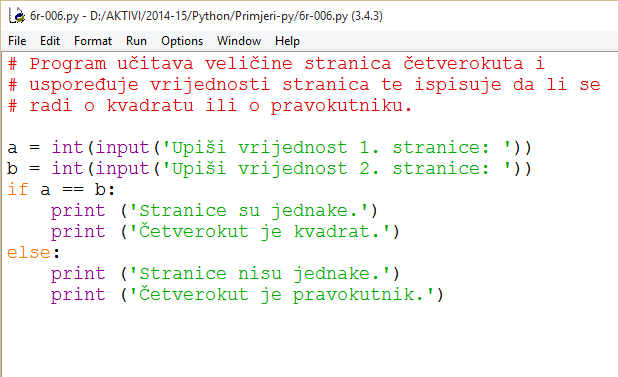 6r-006.py - D:/AKTIVI/2014-15/Python/Primjeri-py/6r-006.py (3.4.3)
File Edit Format Run Options Window Help
# Program učitava veličine stranica četverokuta i
# uspoređuje vrijednosti stranica te ispisuje da li se
# radi o kvadratu ili o pravokutniku.
a = int(input('Upiši vrijednost 1. stranice: '))
b = int(input('Upiši vrijednost 2. stranice: '))
if a == b:
    print ('Stranice su jednake.')
    print ('Četverokut je kvadrat.')
else:
    print ('Stranice nisu jednake.')
    print ('Četverokut je pravokutnik.')